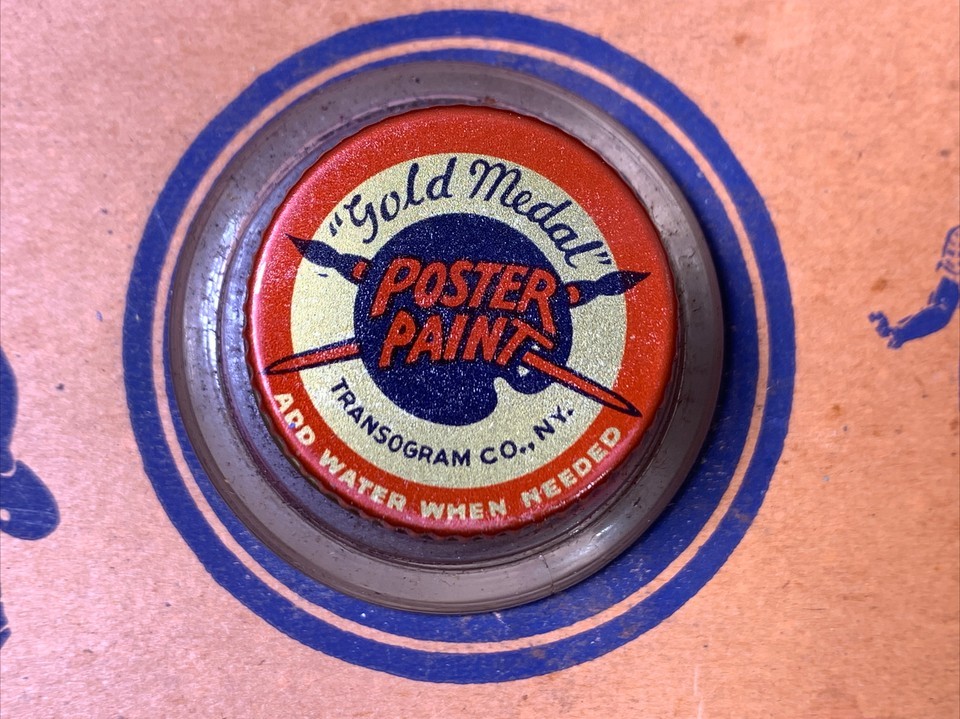 "Gold Medal"
POSTER
PAINT
TRANSOGRAM CO., NY.
ADD WATER WHEN NEEDED